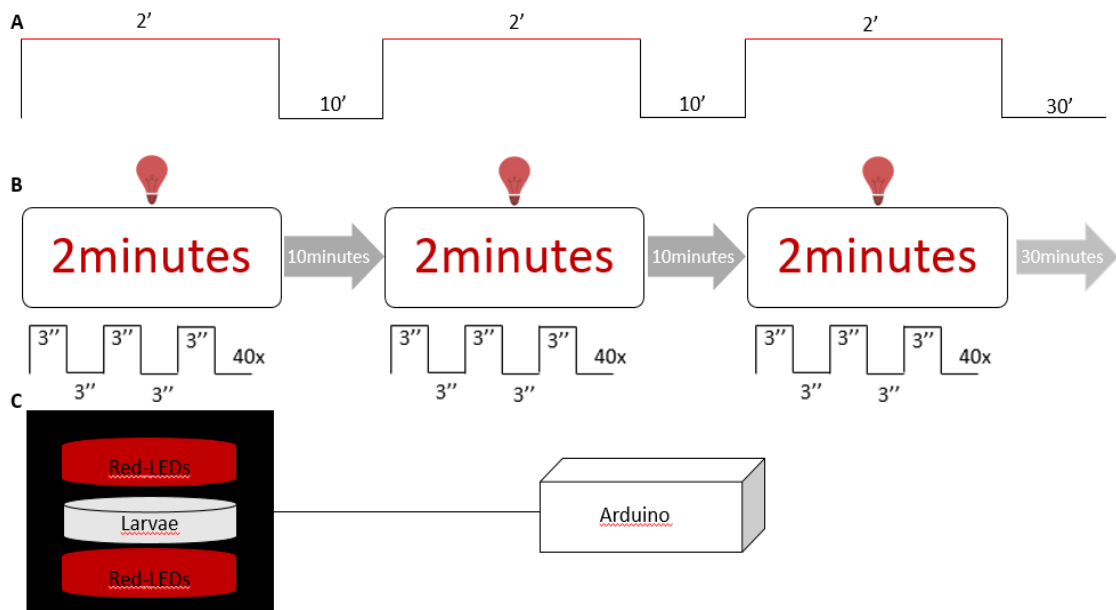 A
2’ 2’ 2’
10’ 10’ 30’
B
2minutes 10minutes 2minutes 10minutes 2minutes 30minutes
3’’ 3’’ 3’’ 3’’ 3’’ 3’’ 3’’ 3’’ 3’’
40x 40x 40x
3’’ 3’’ 3’’ 3’’ 3’’ 3’’
C
Red-LEDs
Larvae
Arduino
Red-LEDs